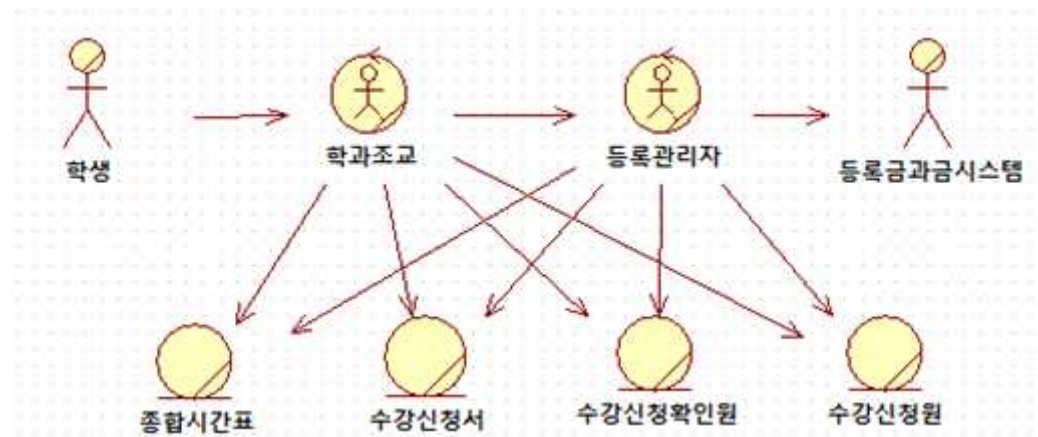 학생
학과조교
등록관리자
등록금과금시스템
종합시간표
수강신청서
수강신청확인원
수강신청원